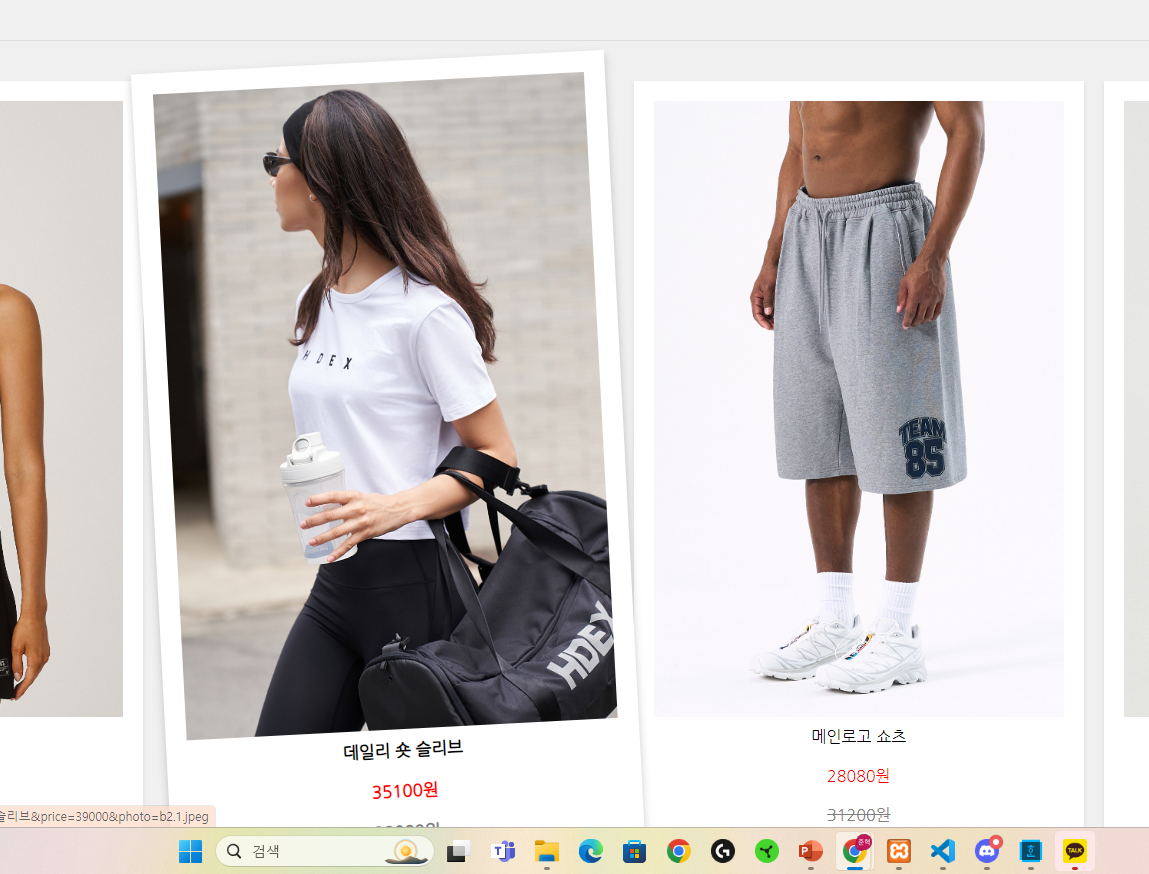 HDEX
HDEX
데일리 숏 슬리브
35100원
TEAM
85
메인로고 쇼츠
28080원
31200원
슬리브&price=39000&photo=b2.1.jpeg
검색
준혁
TALK